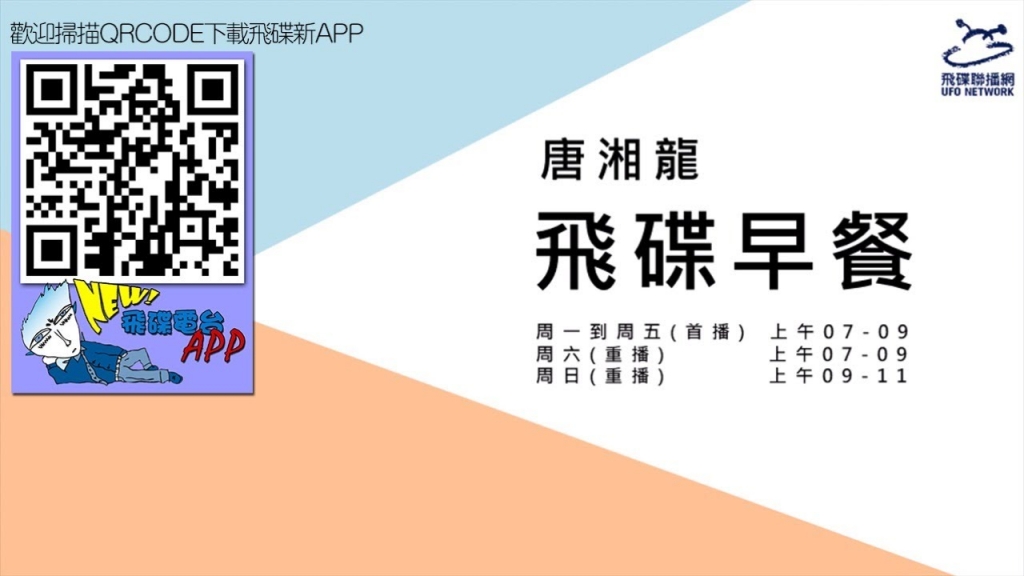 歡迎掃描QRCODE下載飛碟新APP
飛碟聯播網
UFO NETWORK
唐湘龍
飛碟早餐
周一到周五(首播) 上午07-09
周六(重播) 上午07-09
周日(重播) 上午09-11
NEW!
飛碟電台
APP